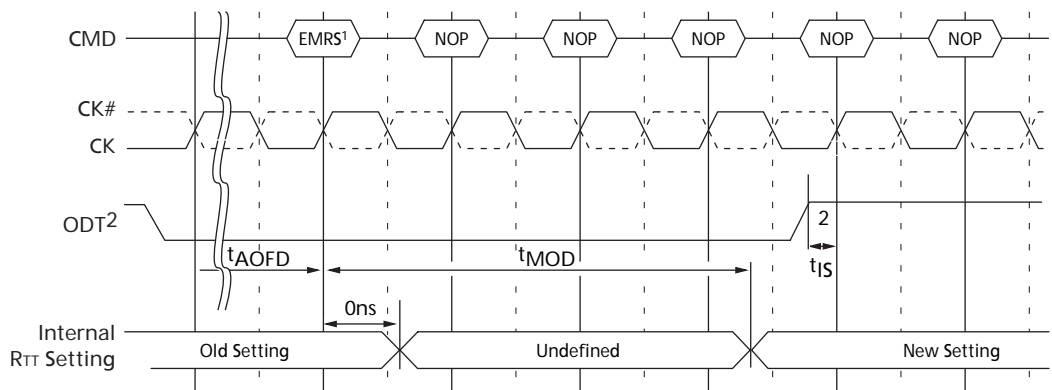 CMD
EMRS1
NOP
NOP
NOP
NOP
NOP
CK#
CK
ODT2
2
tAOFD
tMOD
tIS
0ns
Internal
RTT Setting
Old Setting
Undefined
New Setting